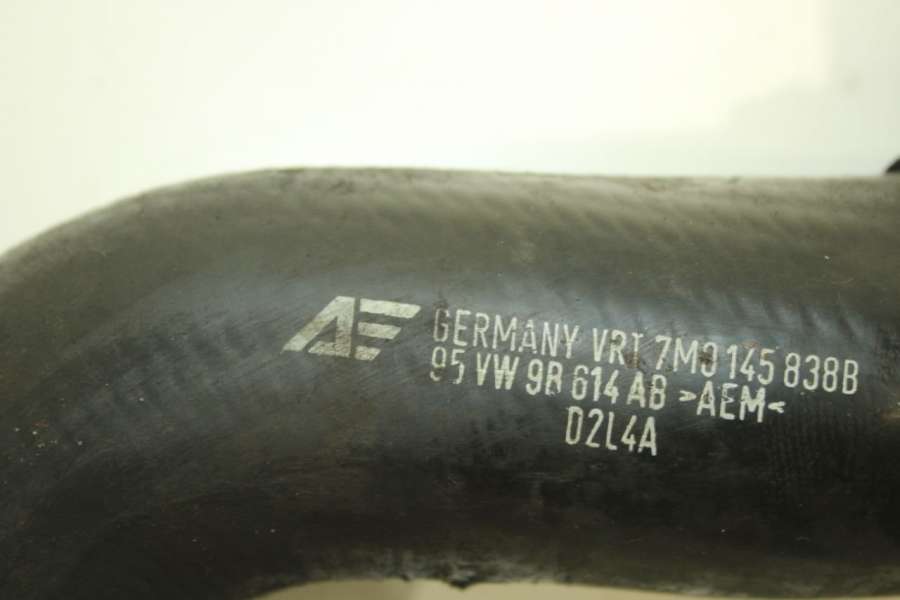 AE GERMANY VRT 7M0 145 838B
95 VW 9B 614 AB >AEM<
D2L4A